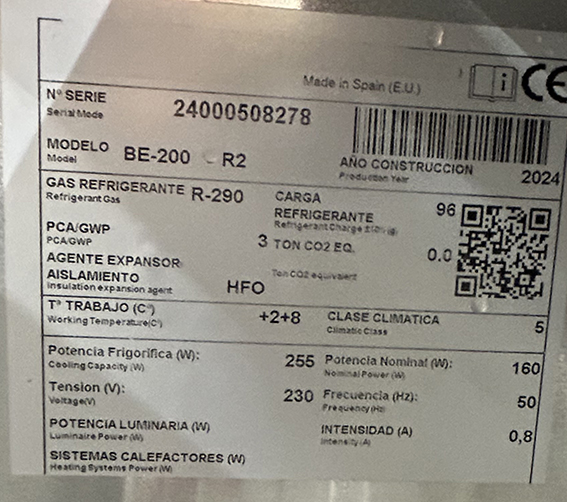 Made in Spain (E.U.)
i CE
Nº SERIE 24000508278
Serial Mode
MODELO BE-200 R2
Model
AÑO CONSTRUCCION 2024
Production Year
GAS REFRIGERANTE R-290
Refrigerant Gas
CARGA REFRIGERANTE 96
Refrigerant Charge
PCA/GWP 3
PCA/GWP
TON CO2 EQ. 0.0
Ton CO2 equivalent
AGENTE EXPANSOR
AISLAMIENTO HFO
Insulation expansion agent
Tª TRABAJO (Cº) +2+8
Working Temperature(Cº)
CLASE CLIMATICA 5
Climatic Class
Potencia Frigorífica (W): 255
Cooling Capacity (W)
Potencia Nominal (W): 160
Nominal Power (W)
Tension (V): 230
Voltage(V)
Frecuencia (Hz): 50
Frequency (Hz)
POTENCIA LUMINARIA (W)
Luminaire Power (W)
INTENSIDAD (A) 0,8
Intensity (A)
SISTEMAS CALEFACTORES (W)
Heating Systems Power (W)